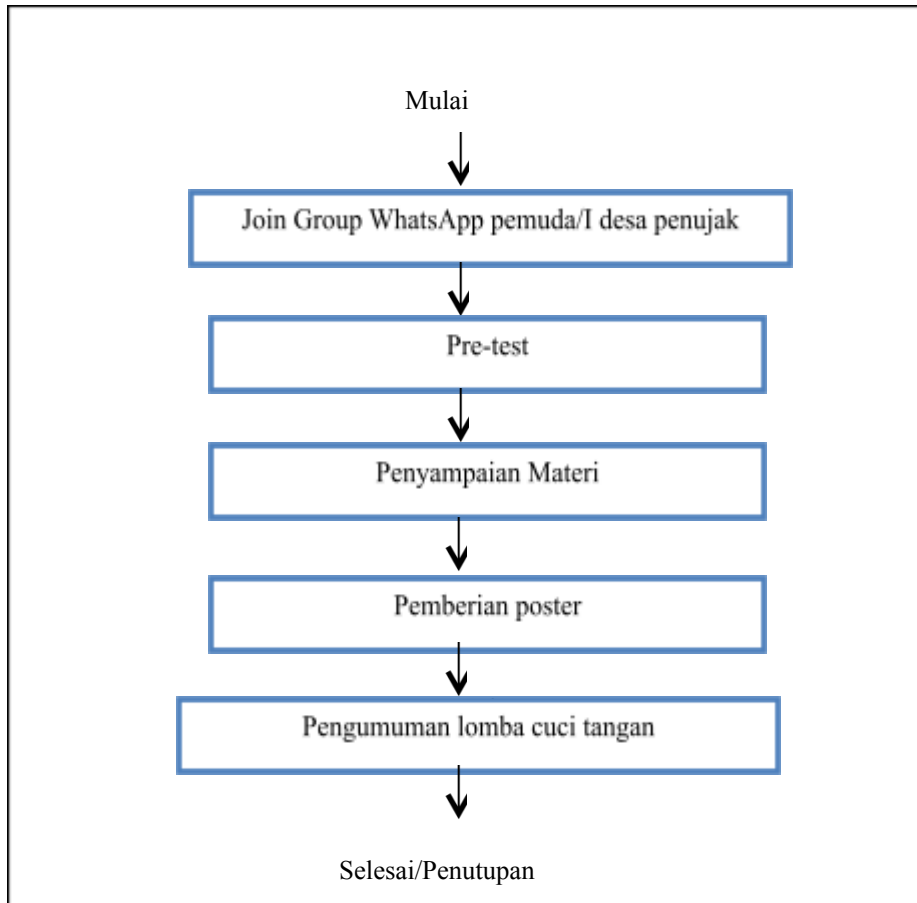 Mulai
Join Group WhatsApp pemuda/I desa penujak
Pre-test
Penyampaian Materi
Pemberian poster
Pengumuman lomba cuci tangan
Selesai/Penutupan